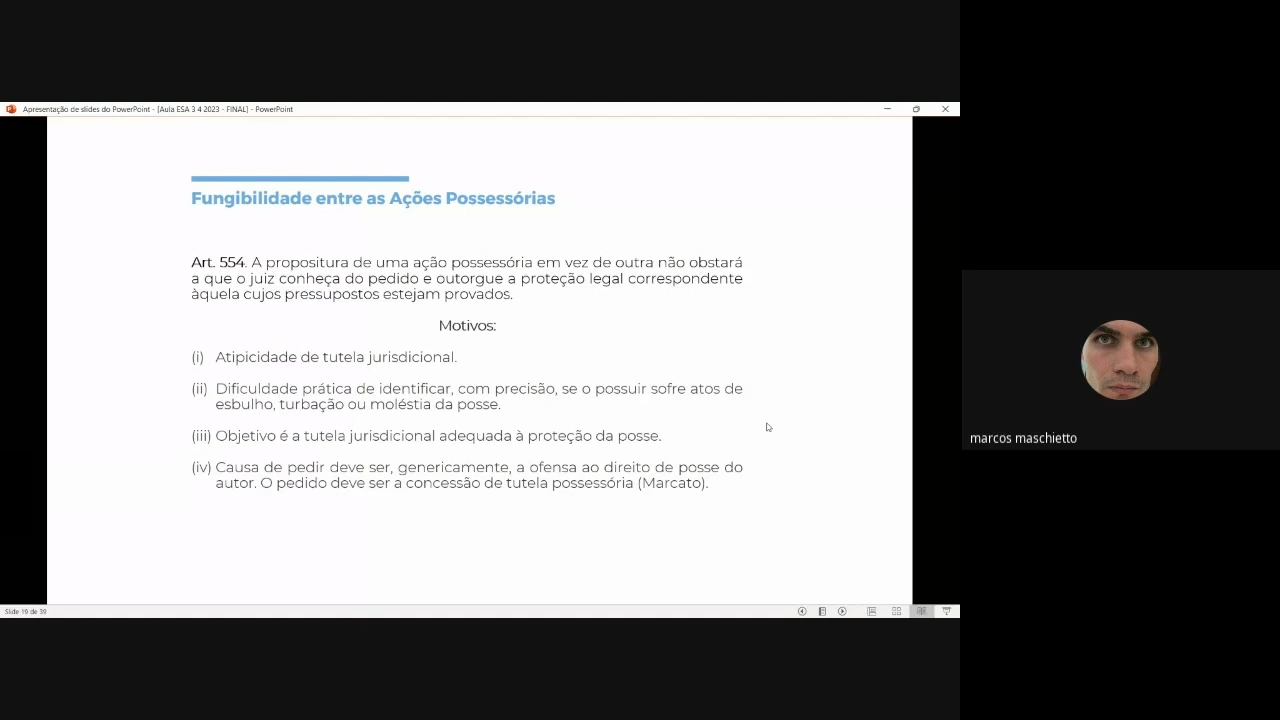 Apresentação de slides do PowerPoint - [Aula ESA 3 4 2023 - FINAL] - PowerPoint
Fungibilidade entre as Ações Possessórias
Art. 554. A propositura de uma ação possessória em vez de outra não obstará
a que o juiz conheça do pedido e outorgue a proteção legal correspondente
àquela cujos pressupostos estejam provados.
Motivos:
(i) Atipicidade de tutela jurisdicional.
(ii) Dificuldade prática de identificar, com precisão, se o possuir sofre atos de
esbulho, turbação ou moléstia da posse.
(iii) Objetivo é a tutela jurisdicional adequada à proteção da posse.
(iv) Causa de pedir deve ser, genericamente, a ofensa ao direito de posse do
autor. O pedido deve ser a concessão de tutela possessória (Marcato).
marcos maschietto
Slide 19 de 39